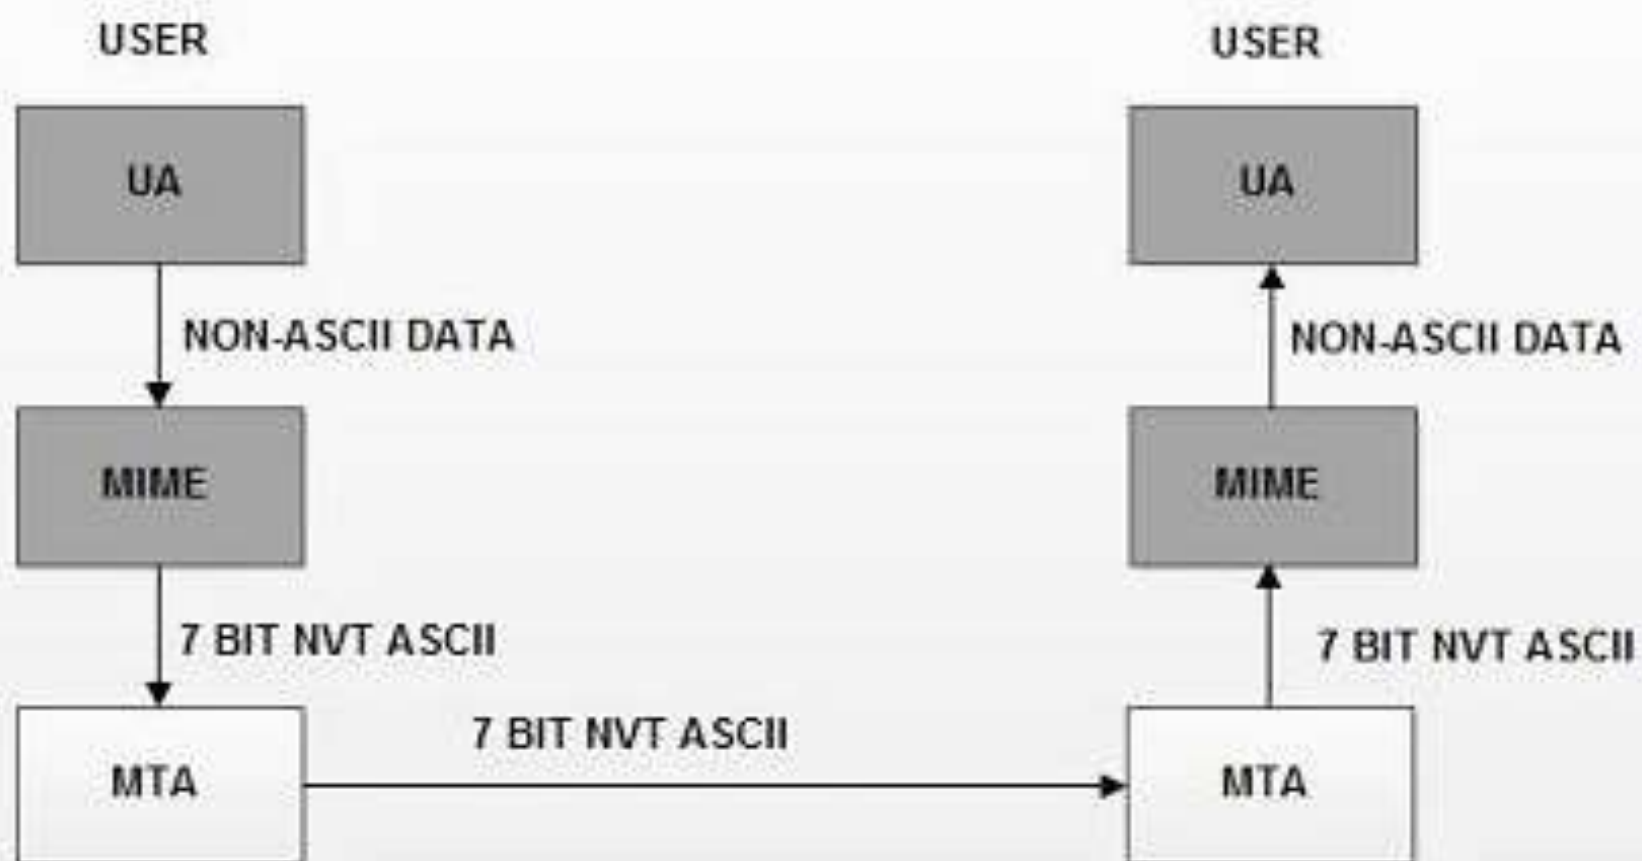 USER
USER
UA
UA
NON-ASCII DATA
NON-ASCII DATA
MIME
MIME
7 BIT NVT ASCII
7 BIT NVT ASCII
7 BIT NVT ASCII
MTA
MTA